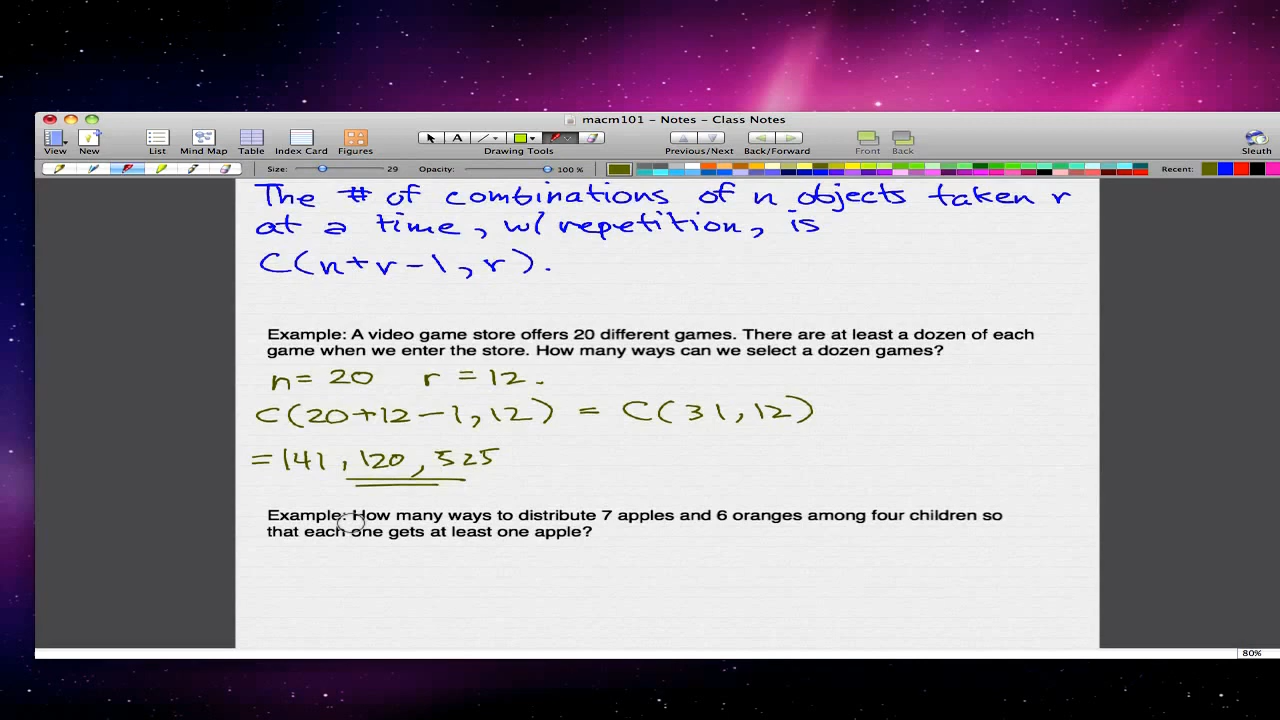 macm101 – Notes – Class Notes
View New List Mind Map Table Index Card Figures Drawing Tools Previous/Next Back/Forward Front Back Sleuth
Size: 29 Opacity: 100 % Recent:
The # of combinations of n objects taken r
at a time, w/ repetition, is
C(n+r-1, r).
Example: A video game store offers 20 different games. There are at least a dozen of each
game when we enter the store. How many ways can we select a dozen games?
n = 20 r = 12.
C(20+12-1, 12) = C(31, 12)
= 141, 120, 525
Example: How many ways to distribute 7 apples and 6 oranges among four children so
that each one gets at least one apple?
80%